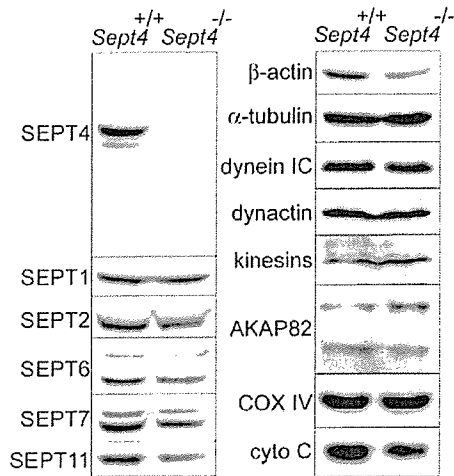 Sept4+/+ Sept4-/-
SEPT4
SEPT1
SEPT2
SEPT6
SEPT7
SEPT11
Sept4+/+ Sept4-/-
β-actin
α-tubulin
dynein IC
dynactin
kinesins
AKAP82
COX IV
cyto C